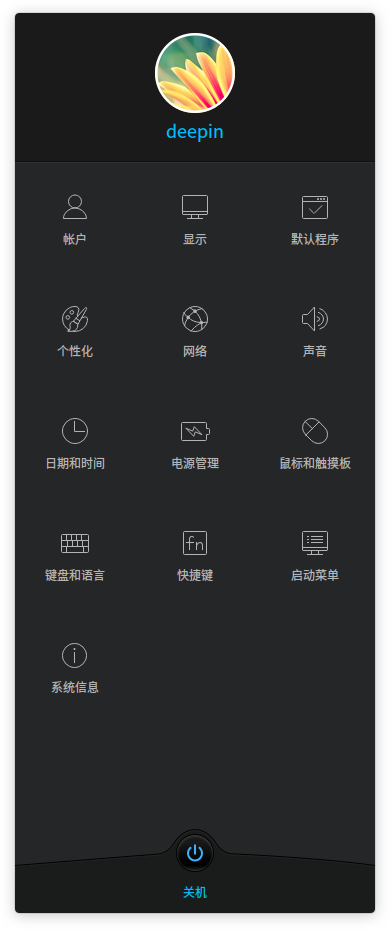 deepin
帐户
显示
默认程序
个性化
网络
声音
日期和时间
电源管理
鼠标和触摸板
键盘和语言
fn
快捷键
启动菜单
系统信息
关机